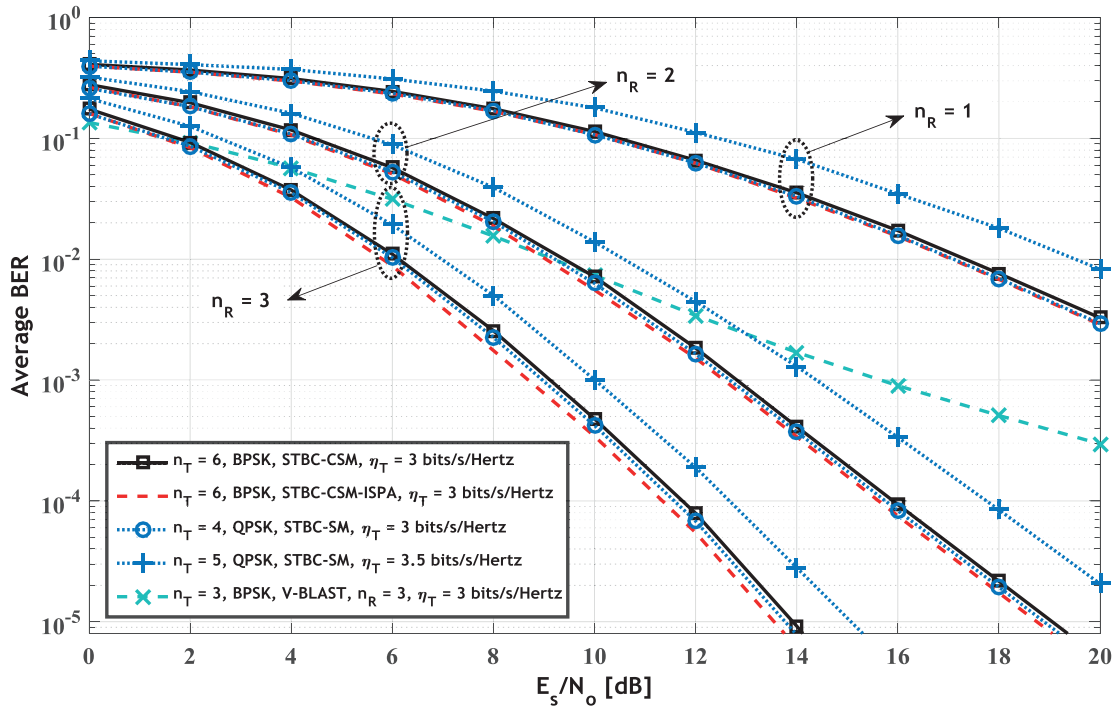 10^0
10^-1
10^-2
10^-3
10^-4
10^-5
Average BER
n_R = 2
n_R = 1
n_R = 3
n_T = 6, BPSK, STBC-CSM, η_T = 3 bits/s/Hertz
n_T = 6, BPSK, STBC-CSM-ISPA, η_T = 3 bits/s/Hertz
n_T = 4, QPSK, STBC-SM, η_T = 3 bits/s/Hertz
n_T = 5, QPSK, STBC-SM, η_T = 3.5 bits/s/Hertz
n_T = 3, BPSK, V-BLAST, n_R = 3, η_T = 3 bits/s/Hertz
0 2 4 6 8 10 12 14 16 18 20
E_s/N_o [dB]